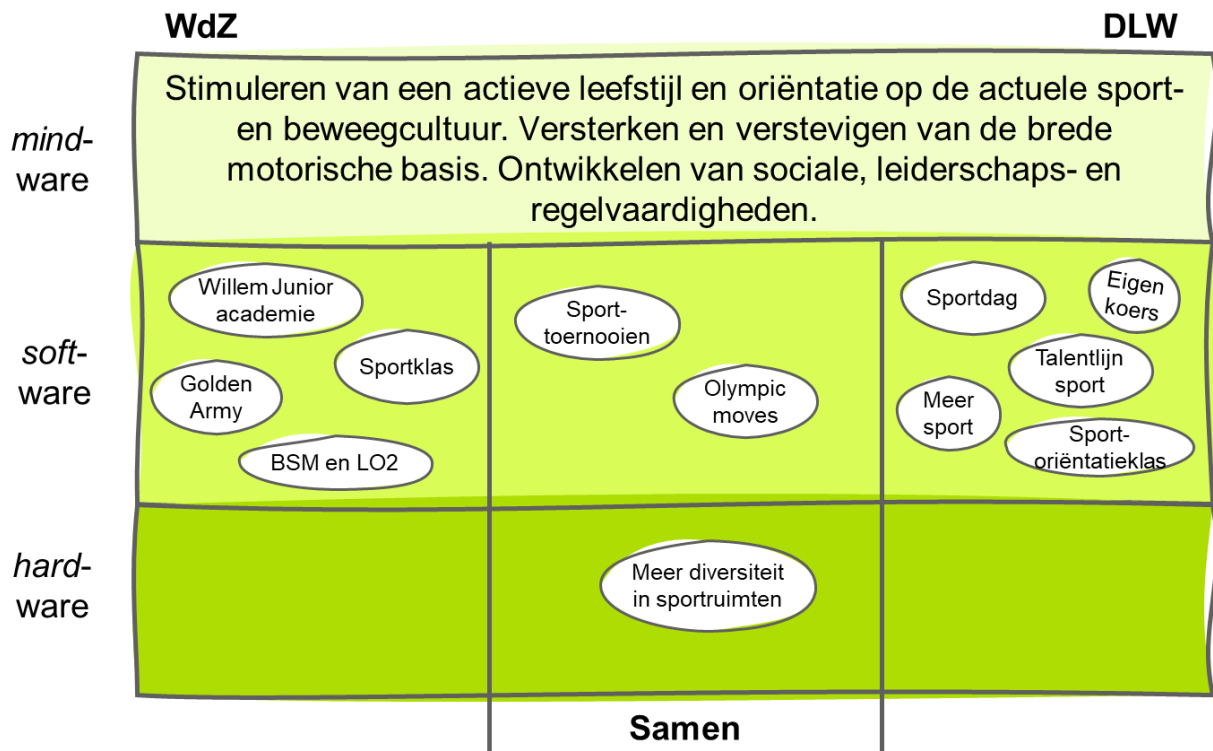 WdZ
DLW
mind-
ware
Stimuleren van een actieve leefstijl en oriëntatie op de actuele sport-
en beweegcultuur. Versterken en verstevigen van de brede
motorische basis. Ontwikkelen van sociale, leiderschaps- en
regelvaardigheden.
soft-
ware
Willem Junior
academie
Sportklas
Golden
Army
BSM en LO2
Sport-
toernooien
Olympic
moves
Sportdag
Eigen
koers
Talentlijn
sport
Meer
sport
Sport-
oriëntatieklas
hard-
ware
Meer diversiteit
in sportruimten
Samen